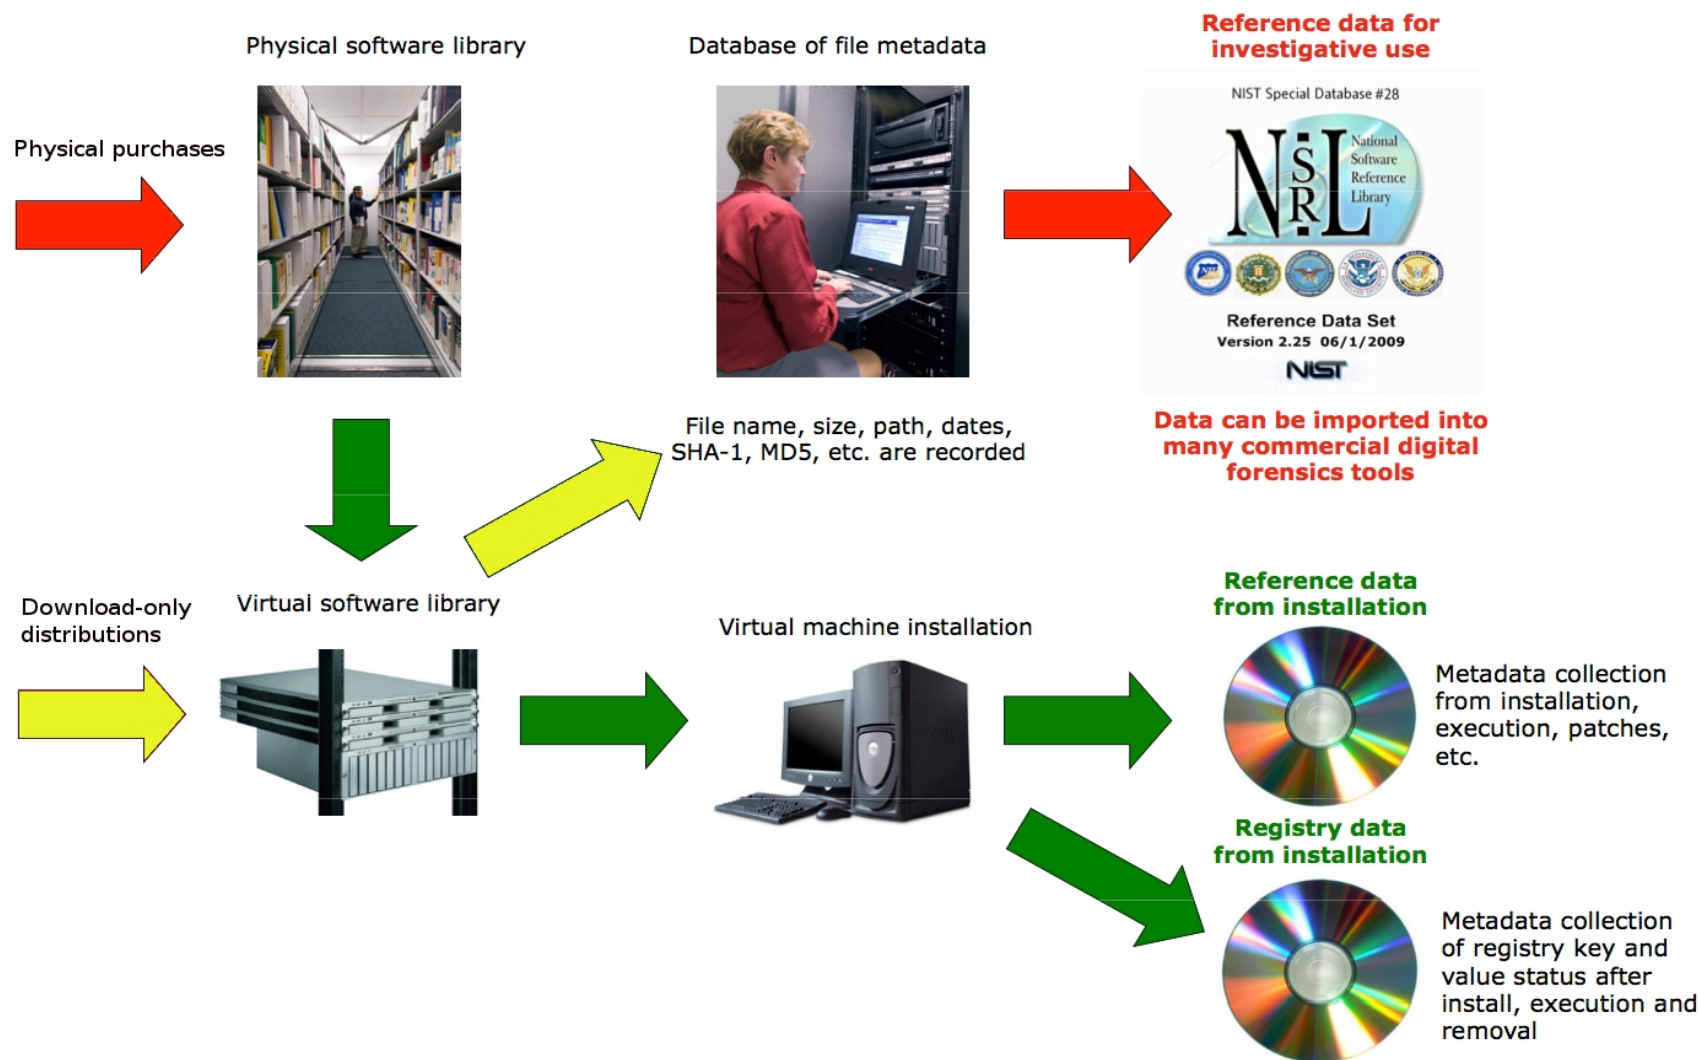 Physical software library
Database of file metadata
Reference data for
investigative use
NIST Special Database #28
Physical purchases
NSRL
National
Software
Reference
Library
Reference Data Set
Version 2.25 06/1/2009
NIST
File name, size, path, dates,
SHA-1, MD5, etc. are recorded
Data can be imported into
many commercial digital
forensics tools
Download-only
distributions
Virtual software library
Virtual machine installation
Reference data
from installation
Metadata collection
from installation,
execution, patches,
etc.
Registry data
from installation
Metadata collection
of registry key and
value status after
install, execution and
removal